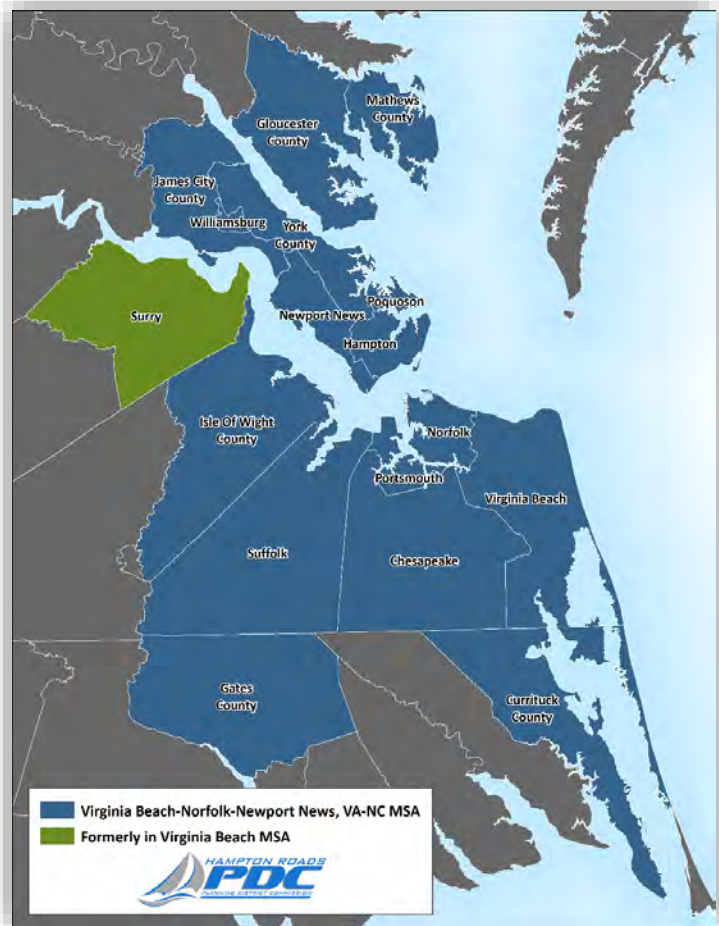 Mathews
County
Gloucester
County
James City
County
Williamsburg
York
County
Surry
Newport News
Poquoson
Hampton
Isle Of Wight
County
Norfolk
Portsmouth
Virginia Beach
Suffolk
Chesapeake
Gates
County
Currituck
County
Virginia Beach-Norfolk-Newport News, VA-NC MSA
Formerly in Virginia Beach MSA
HAMPTON ROADS
PDC
PLANNING DISTRICT COMMISSION